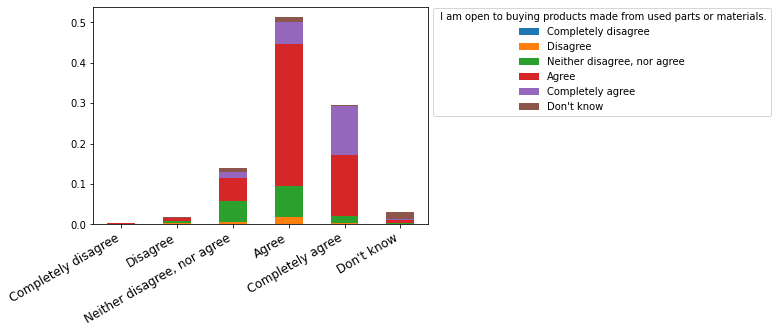 I am open to buying products made from used parts or materials.
Completely disagree
Disagree
Neither disagree, nor agree
Agree
Completely agree
Don't know
0.5
0.4
0.3
0.2
0.1
0.0
Completely disagree
Disagree
Neither disagree, nor agree
Agree
Completely agree
Don't know